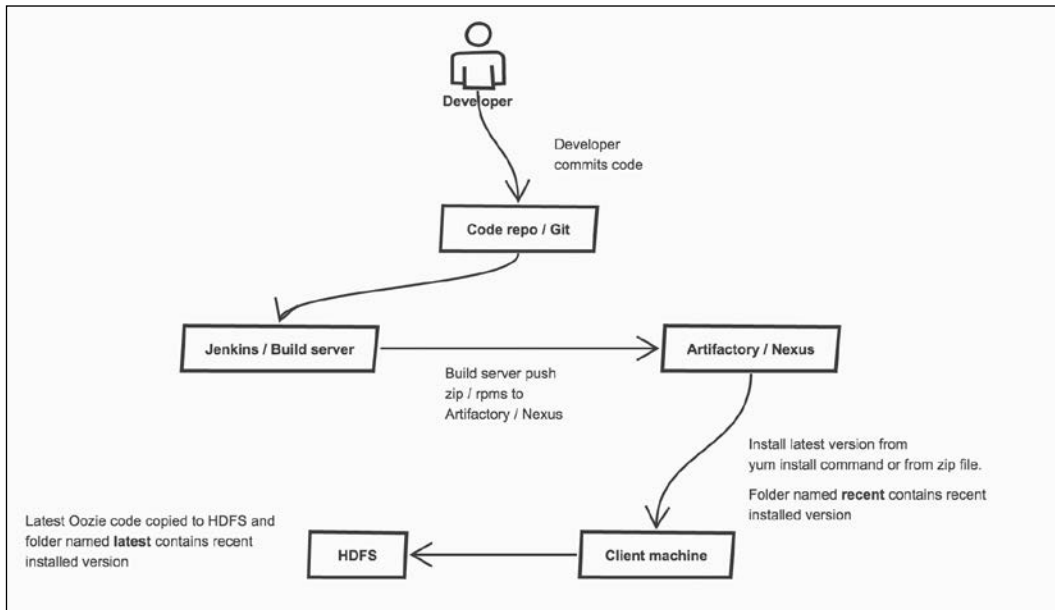 Developer
Developer
commits code
Code repo / Git
Jenkins / Build server
Artifactory / Nexus
Build server push
zip / rpms to
Artifactory / Nexus
Install latest version from
yum install command or from zip file.
Folder named recent contains recent
installed version
Latest Oozie code copied to HDFS and
folder named latest contains recent
installed version
HDFS
Client machine